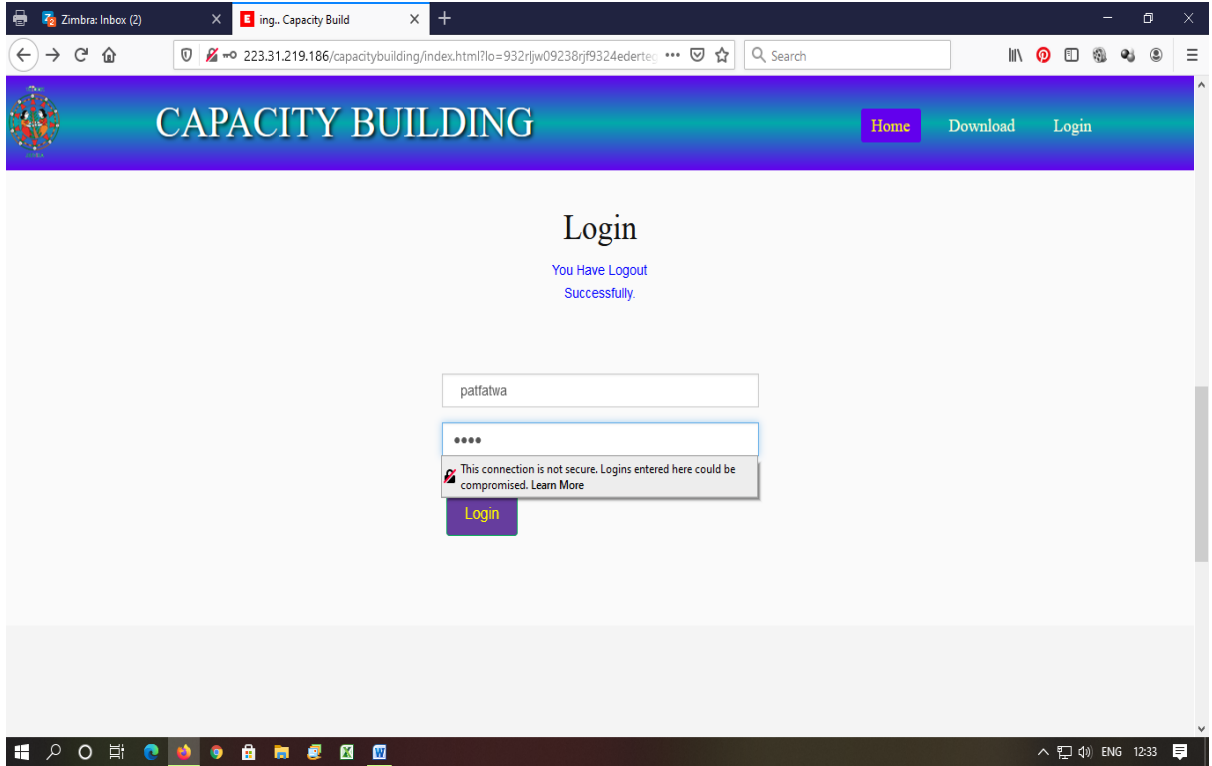 Zimbra: Inbox (2)
ing.. Capacity Build
223.31.219.186/capacitybuilding/index.html?lo=932rljw09238rjf9324ederteg
Search
CAPACITY BUILDING
Home
Download
Login
Login
You Have Logout
Successfully.
patfatwa
••••
This connection is not secure. Logins entered here could be
compromised. Learn More
Login
ENG 12:33